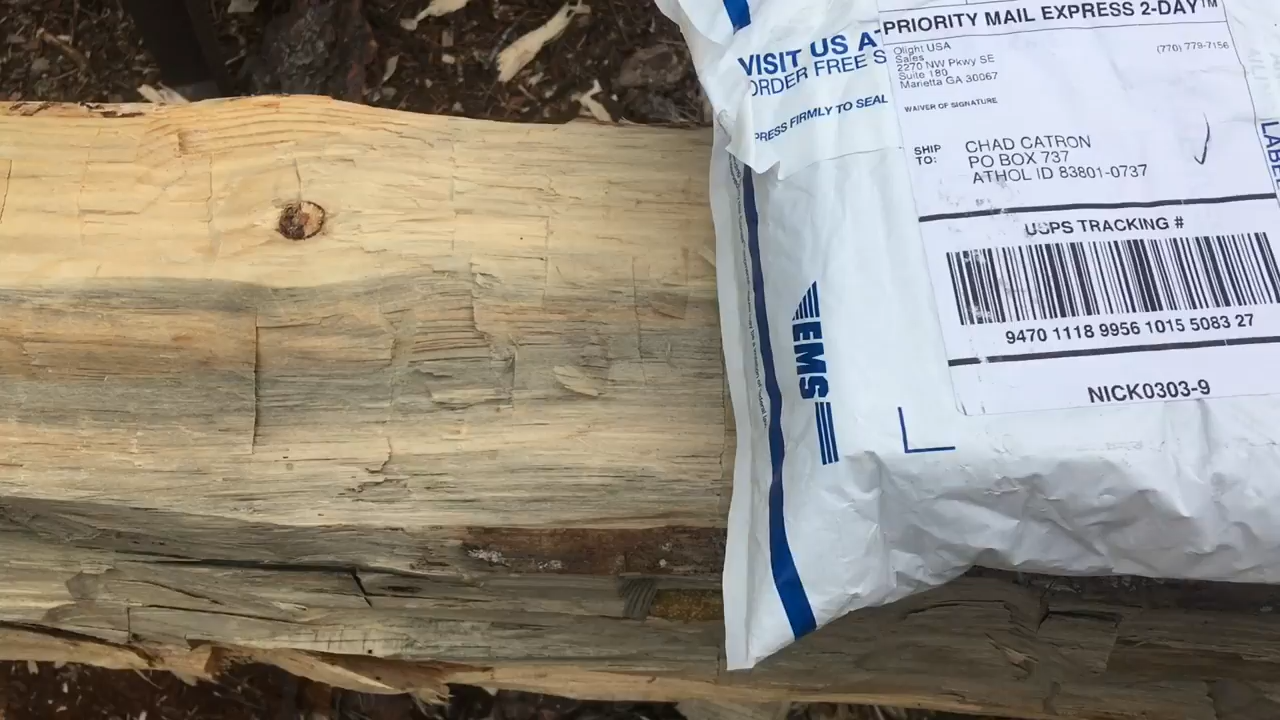 PRIORITY MAIL EXPRESS 2-DAY™
Olight USA
Sales
2270 NW Pkwy SE
Suite 180
Marietta GA 30067
(770) 779-7156
WAIVER OF SIGNATURE
SHIP
TO:
CHAD CATRON
PO BOX 737
ATHOL ID 83801-0737
USPS TRACKING #
9470 1118 9956 1015 5083 27
NICK0303-9
VISIT US A
ORDER FREE S
PRESS FIRMLY TO SEAL
EMS
LABEL